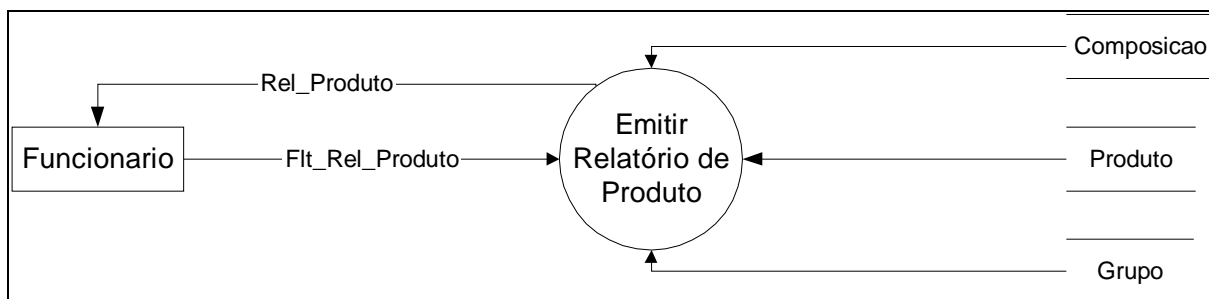 Composicao
Rel_Produto
Funcionario
Flt_Rel_Produto
Emitir
Relatório de
Produto
Produto
Grupo